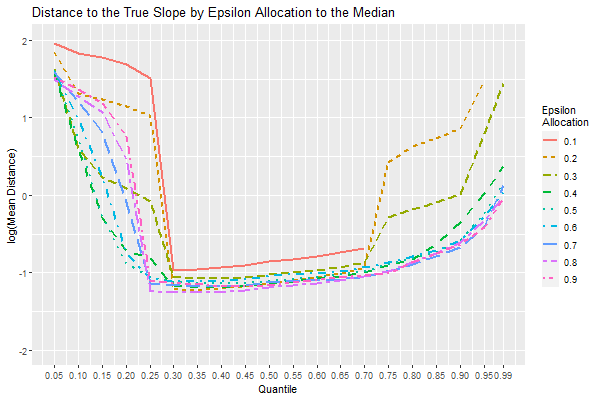 Distance to the True Slope by Epsilon Allocation to the Median
log(Mean Distance)
2
1
0
-1
-2
0.05 0.10 0.15 0.20 0.25 0.30 0.35 0.40 0.45 0.50 0.55 0.60 0.65 0.70 0.75 0.80 0.85 0.90 0.95 0.99
Quantile
Epsilon
Allocation
0.1
0.2
0.3
0.4
0.5
0.6
0.7
0.8
0.9